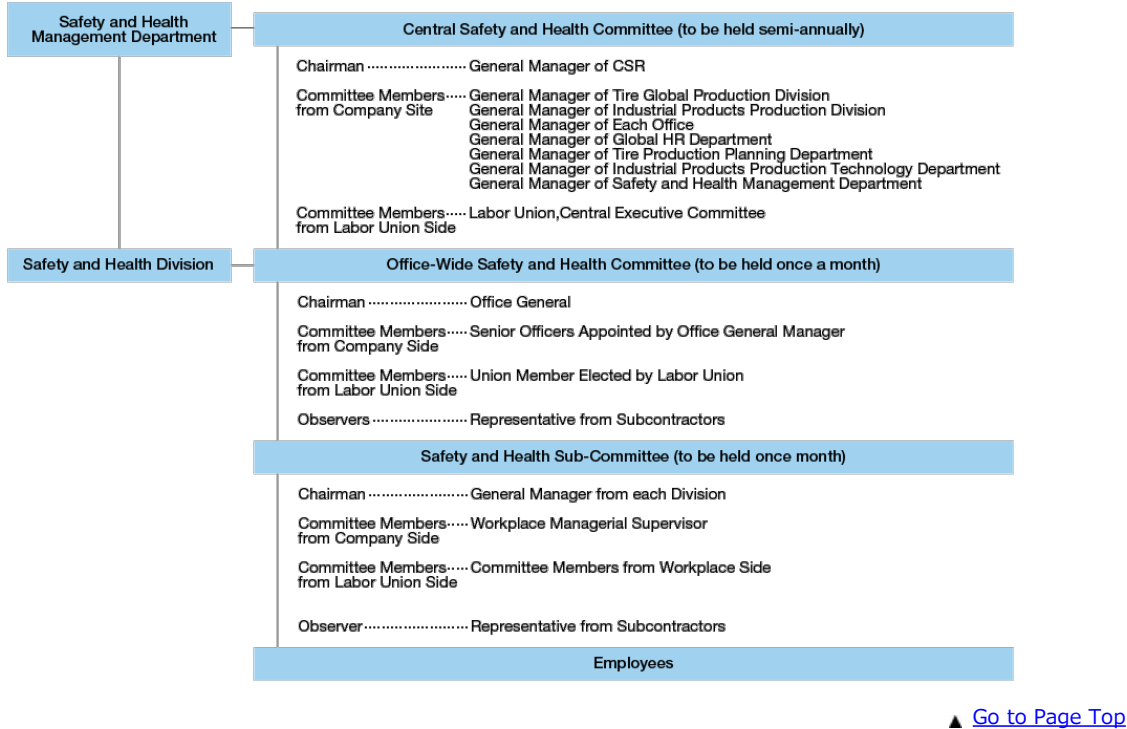 Safety and Health
Management Department
Central Safety and Health Committee (to be held semi-annually)
Chairman ······················ General Manager of CSR
Committee Members ····· General Manager of Tire Global Production Division
from Company Site General Manager of Industrial Products Production Division
General Manager of Each Office
General Manager of Global HR Department
General Manager of Tire Production Planning Department
General Manager of Industrial Products Production Technology Department
General Manager of Safety and Health Management Department
Committee Members ····· Labor Union,Central Executive Committee
from Labor Union Side
Safety and Health Division
Office-Wide Safety and Health Committee (to be held once a month)
Chairman ······················ Office General
Committee Members ····· Senior Officers Appointed by Office General Manager
from Company Side
Committee Members ····· Union Member Elected by Labor Union
from Labor Union Side
Observers ····················· Representative from Subcontractors
Safety and Health Sub-Committee (to be held once month)
Chairman ······················ General Manager from each Division
Committee Members ····· Workplace Managerial Supervisor
from Company Side
Committee Members ····· Committee Members from Workplace Side
from Labor Union Side
Observer ······················· Representative from Subcontractors
Employees
▲ Go to Page Top